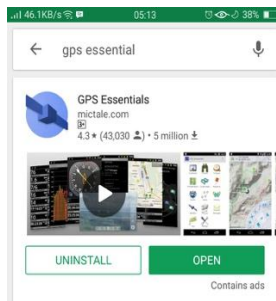 46.1KB/s 05:13 38%
gps essential
GPS Essentials
mictale.com
3+
4.3 ★ (43,030 ) • 5 million
UNINSTALL OPEN
Contains ads